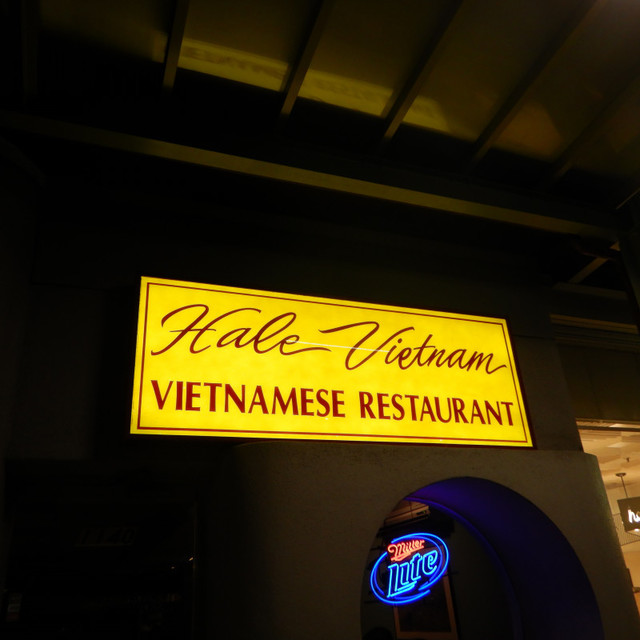 Hale Vietnam
VIETNAMESE RESTAURANT
Miller
Lite